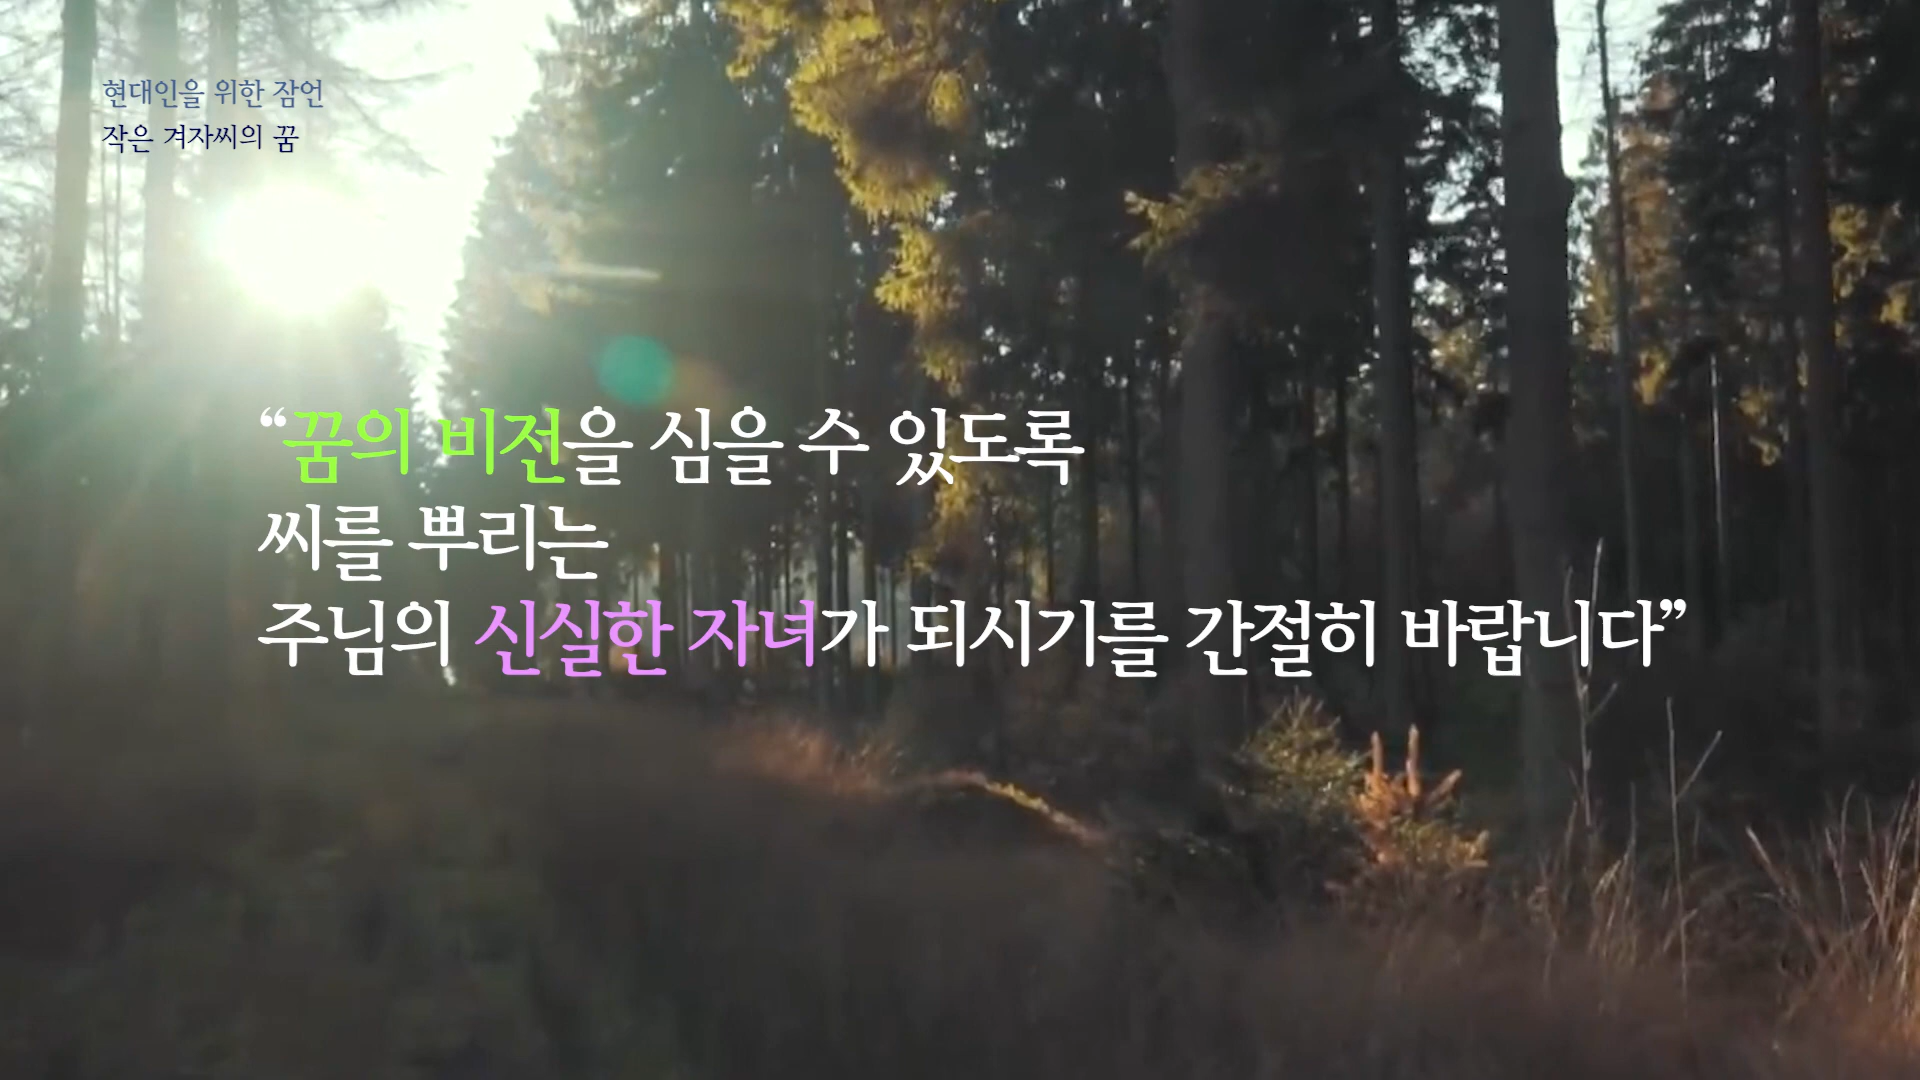 현대인을 위한 잠언
작은 겨자씨의 꿈
“꿈의 비전을 심을 수 있도록
씨를 뿌리는
주님의 신실한 자녀가 되시기를 간절히 바랍니다”